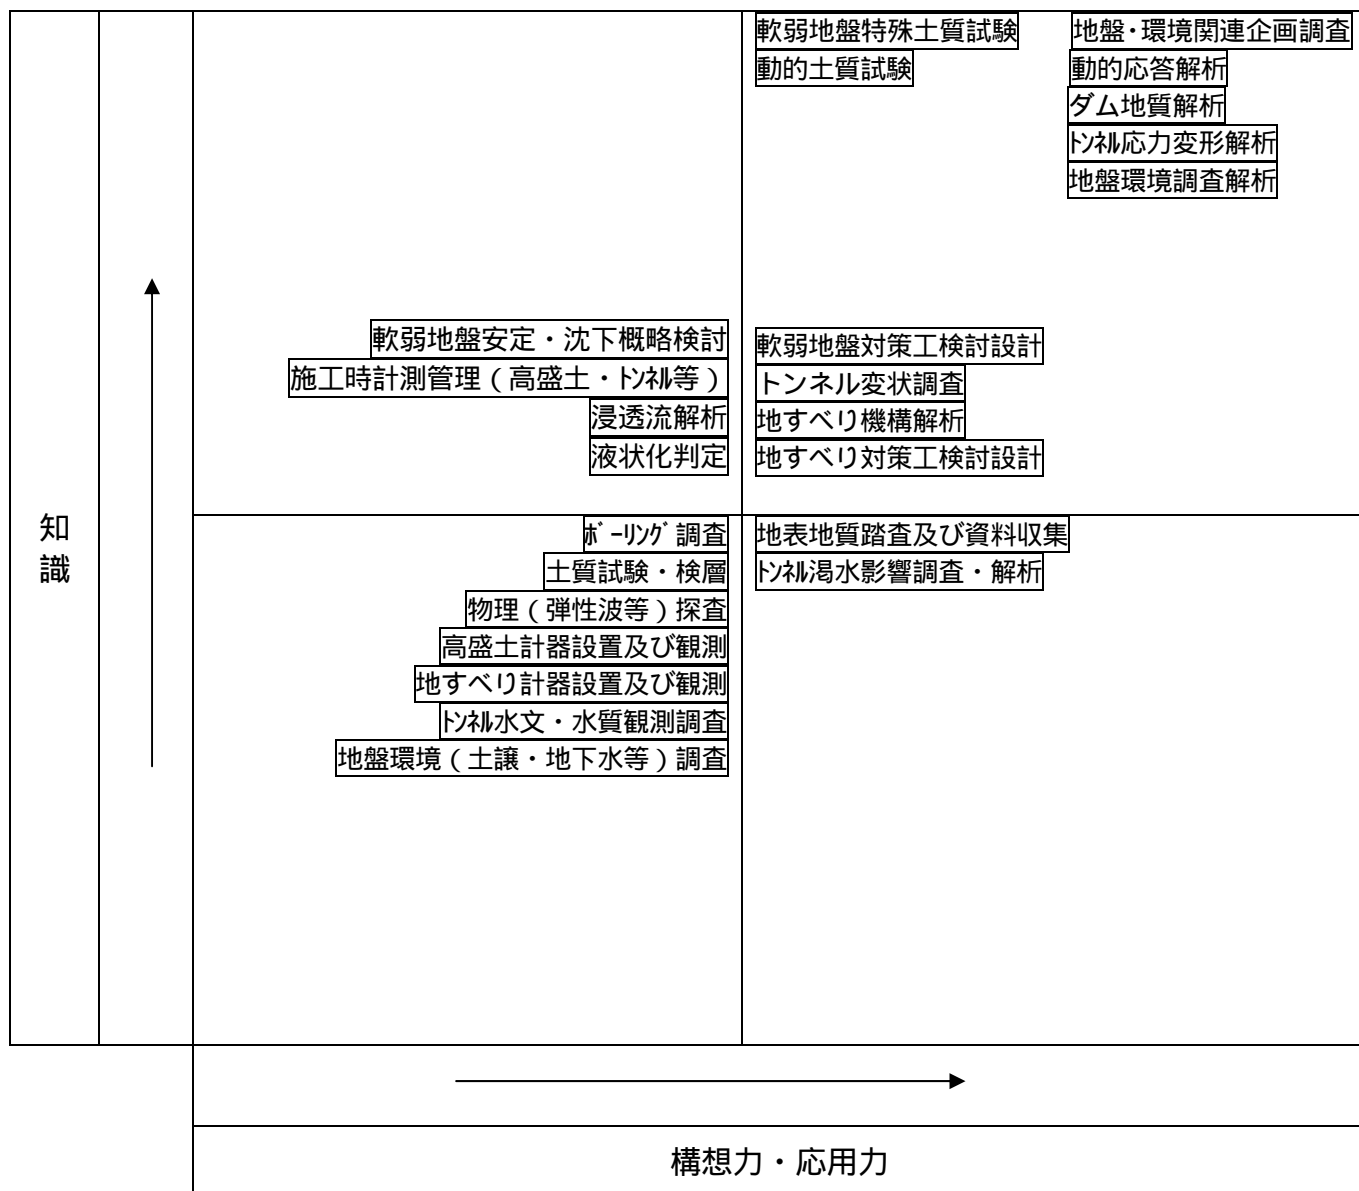 軟弱地盤特殊土質試験
動的土質試験
地盤・環境関連企画調査
動的応答解析
ダム地質解析
ﾄﾝﾈﾙ応力変形解析
地盤環境調査解析
軟弱地盤安定・沈下概略検討
施工時計測管理（高盛土・ﾄﾝﾈﾙ等）
浸透流解析
液状化判定
軟弱地盤対策工検討設計
トンネル変状調査
地すべり機構解析
地すべり対策工検討設計
知
識
ﾎﾞｰﾘﾝｸﾞ調査
土質試験・検層
物理（弾性波等）探査
高盛土計器設置及び観測
地すべり計器設置及び観測
ﾄﾝﾈﾙ水文・水質観測調査
地盤環境（土譲・地下水等）調査
地表地質踏査及び資料収集
ﾄﾝﾈﾙ渇水影響調査・解析
構想力・応用力